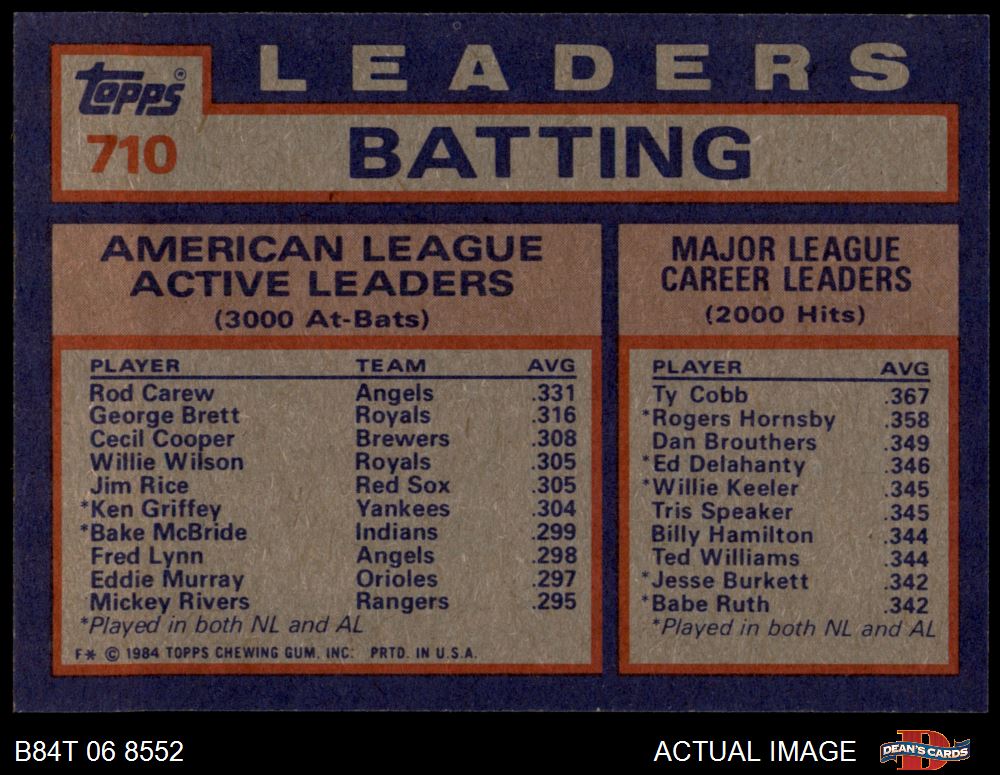 topps®
710
LEADERS
BATTING
AMERICAN LEAGUE
ACTIVE LEADERS
(3000 At-Bats)
PLAYER TEAM AVG
Rod Carew Angels .331
George Brett Royals .316
Cecil Cooper Brewers .308
Willie Wilson Royals .305
Jim Rice Red Sox .305
*Ken Griffey Yankees .304
*Bake McBride Indians .299
Fred Lynn Angels .298
Eddie Murray Orioles .297
Mickey Rivers Rangers .295
*Played in both NL and AL
F* © 1984 TOPPS CHEWING GUM, INC. PRTD. IN U.S.A.
MAJOR LEAGUE
CAREER LEADERS
(2000 Hits)
PLAYER AVG
Ty Cobb .367
*Rogers Hornsby .358
Dan Brouthers .349
*Ed Delahanty .346
*Willie Keeler .345
Tris Speaker .345
Billy Hamilton .344
Ted Williams .344
*Jesse Burkett .342
*Babe Ruth .342
*Played in both NL and AL
B84T 06 8552
ACTUAL IMAGE
D
DEAN'S CARDS